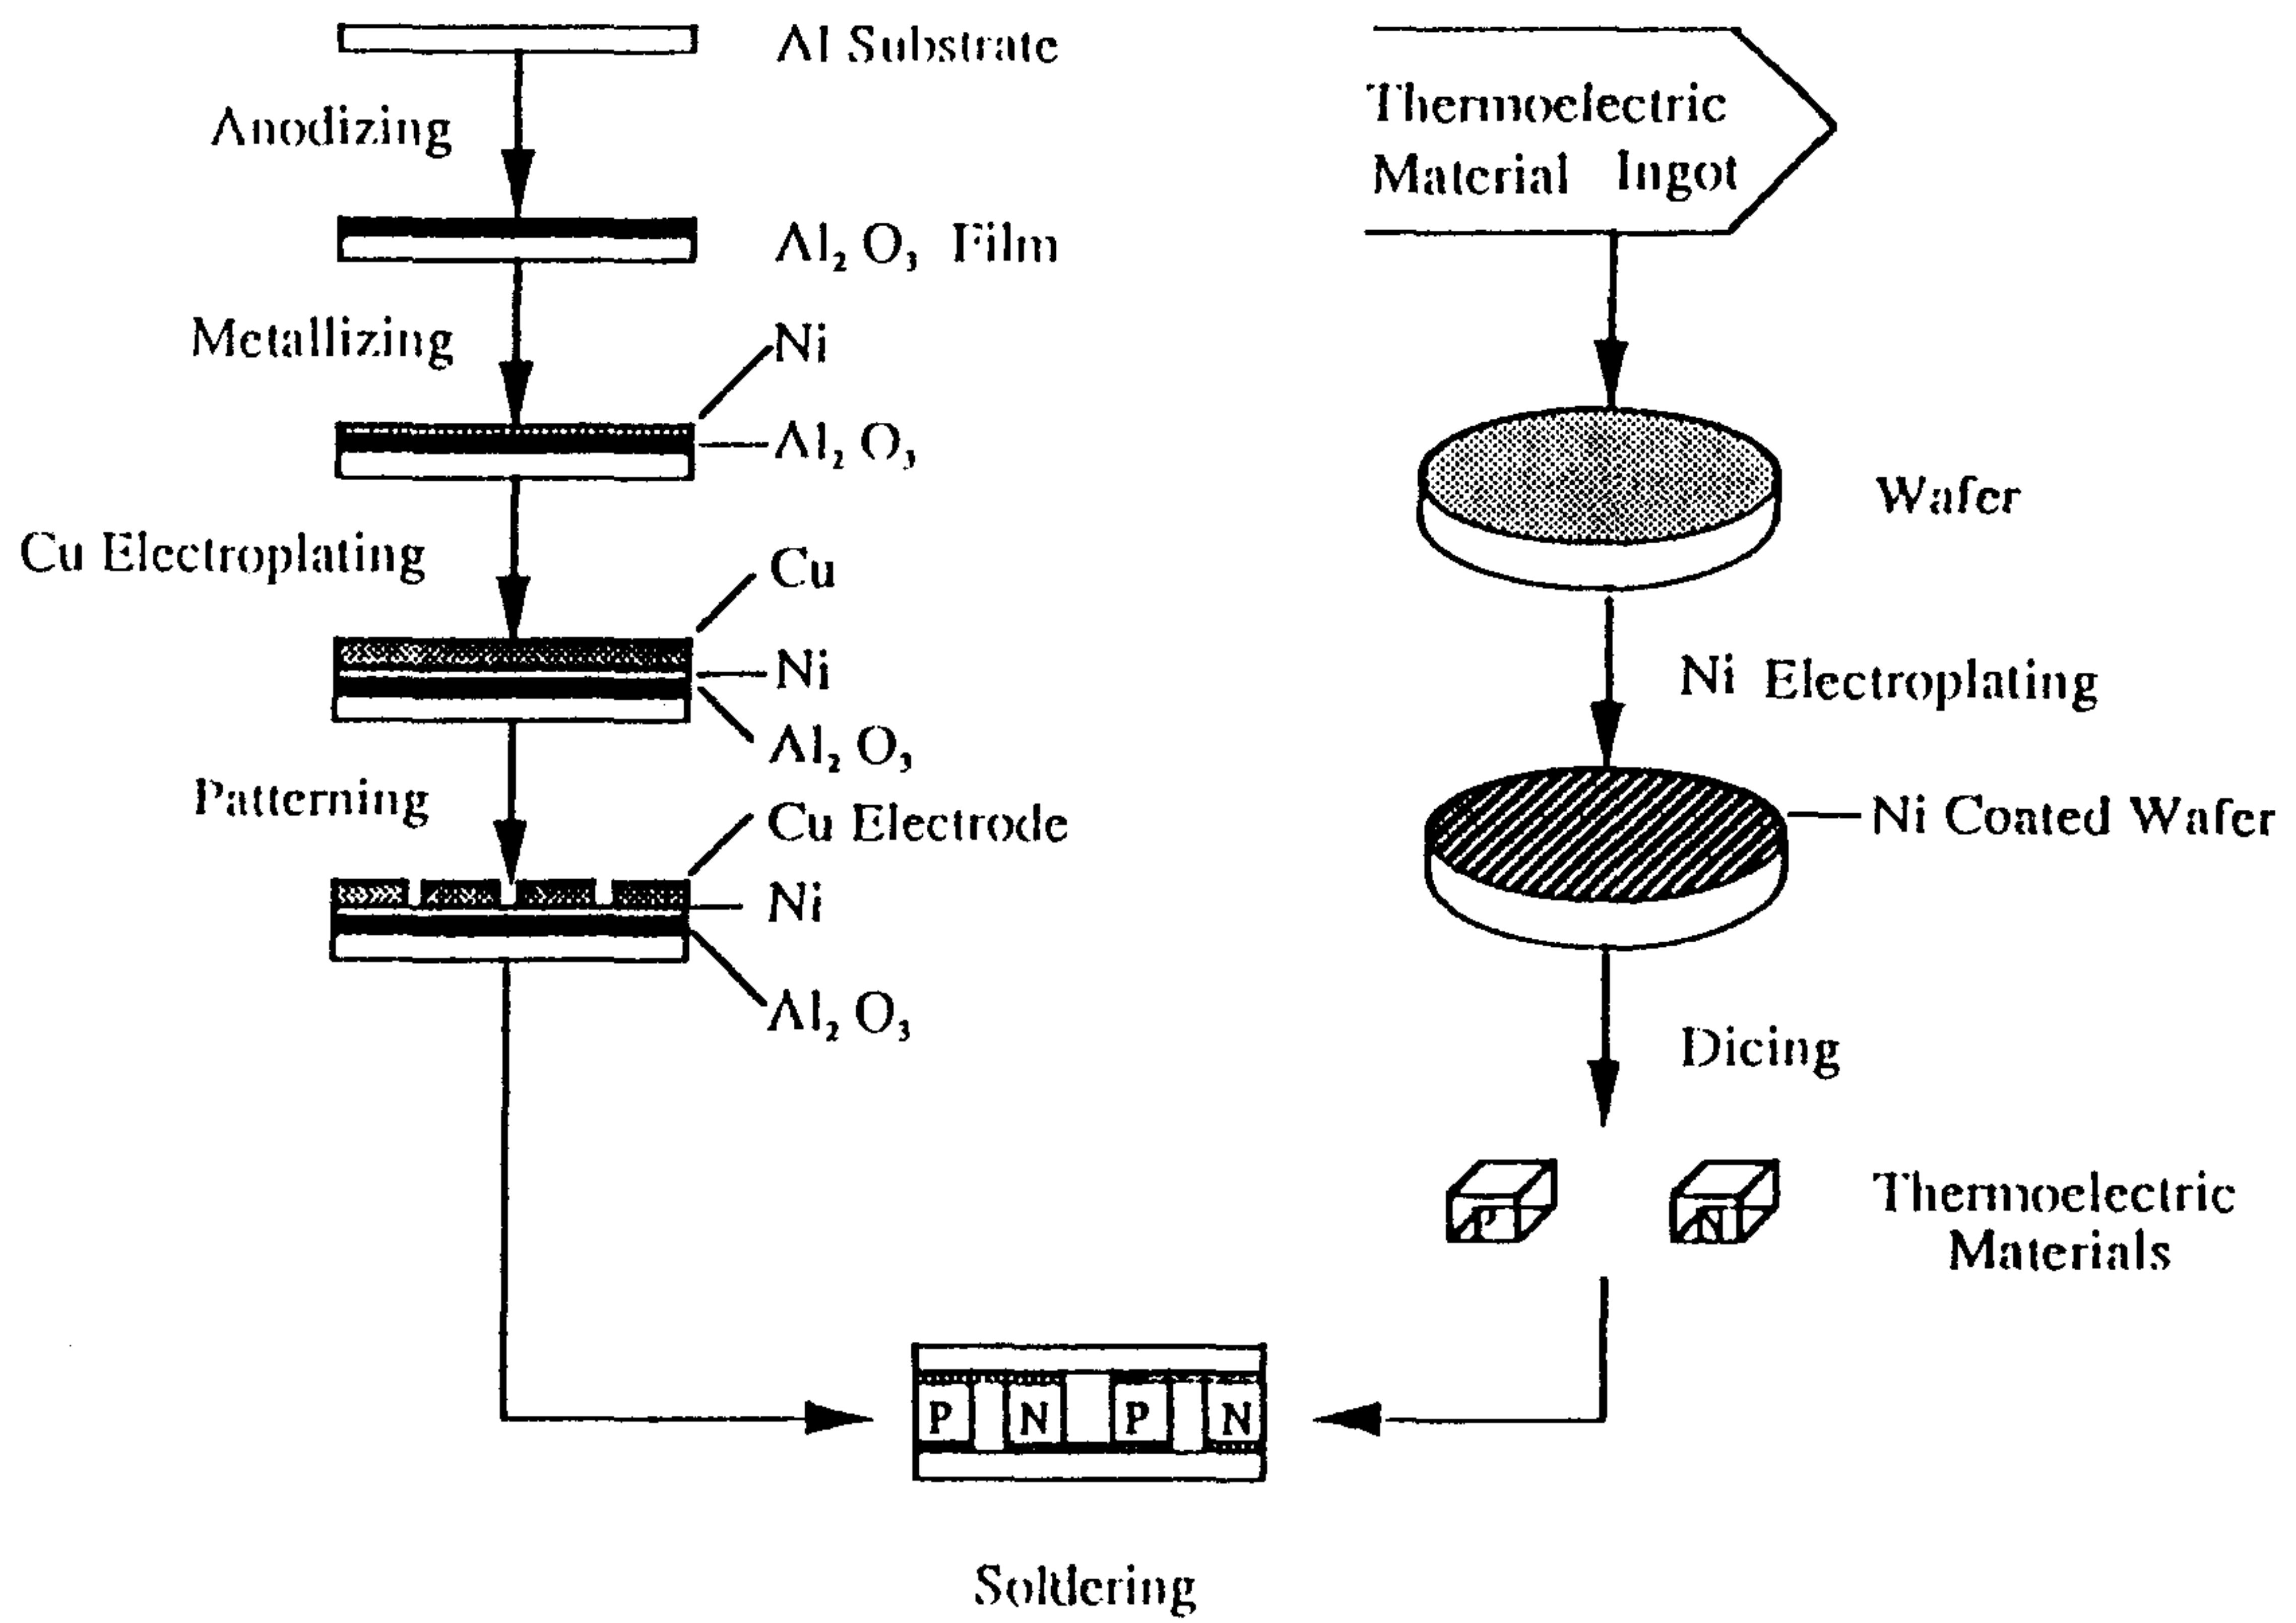 Al Substrate
Anodizing
Al₂ O₃ Film
Metallizing
Ni
Al₂ O₃
Cu Electroplating
Cu
Ni
Al₂ O₃
Patterning
Cu Electrode
Ni
Al₂ O₃
Thermoelectric
Material Ingot
Wafer
Ni Electroplating
Ni Coated Wafer
Dicing
P N
Thermoelectric
Materials
P N P N
Soldering